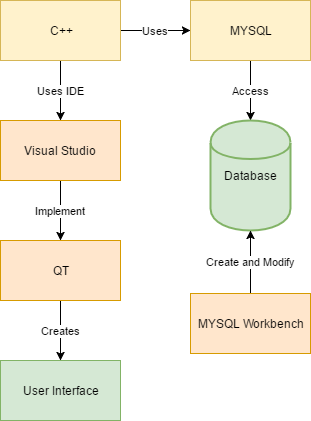 C++
Uses
MYSQL
Uses IDE
Access
Visual Studio
Database
Implement
Create and Modify
QT
MYSQL Workbench
Creates
User Interface